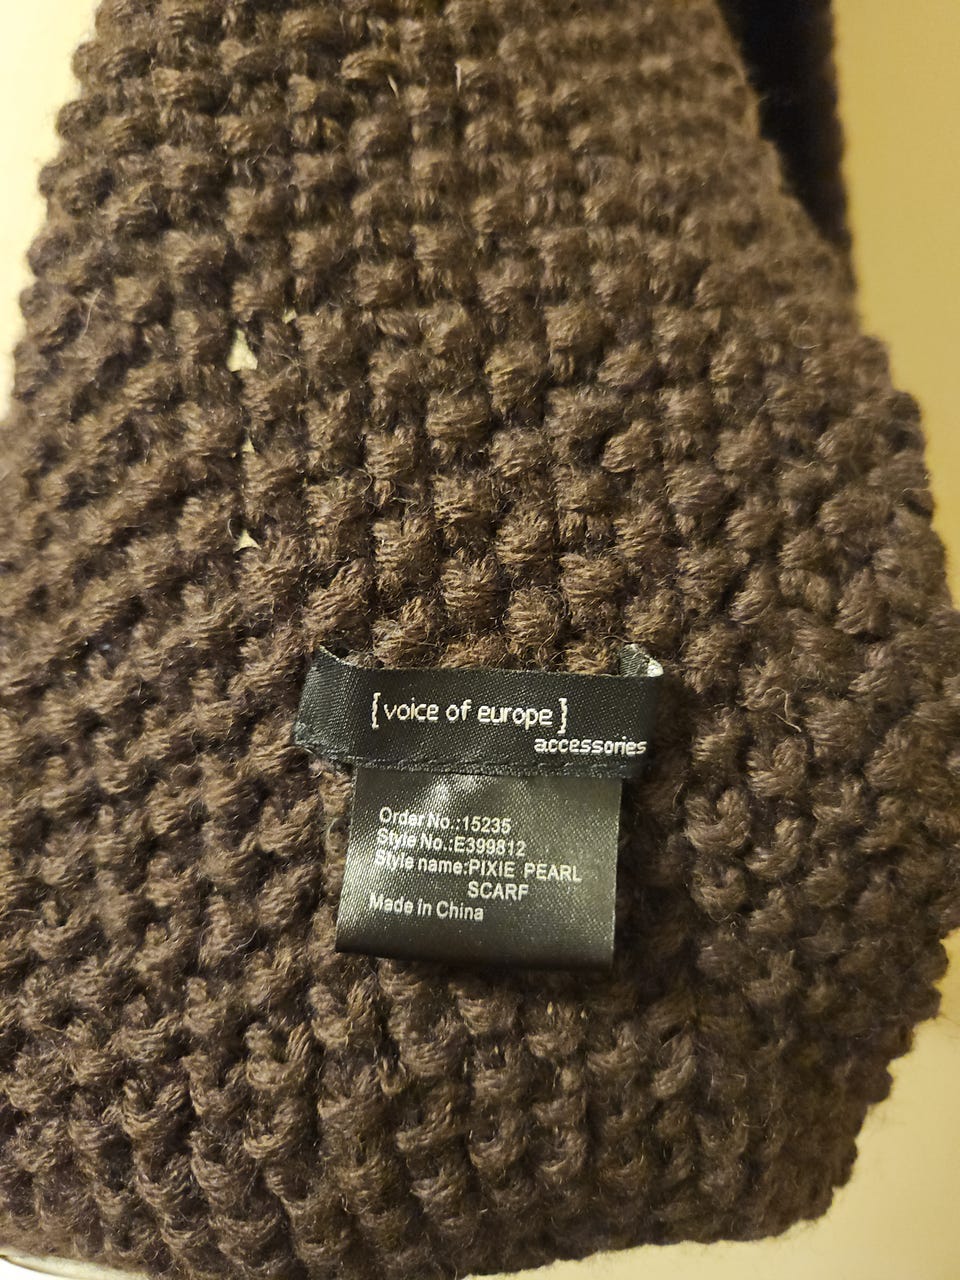 [voice of europe]
accessories
Order No.:15235
Style No.:E399812
Style name:PIXIE PEARL
SCARF
Made In China